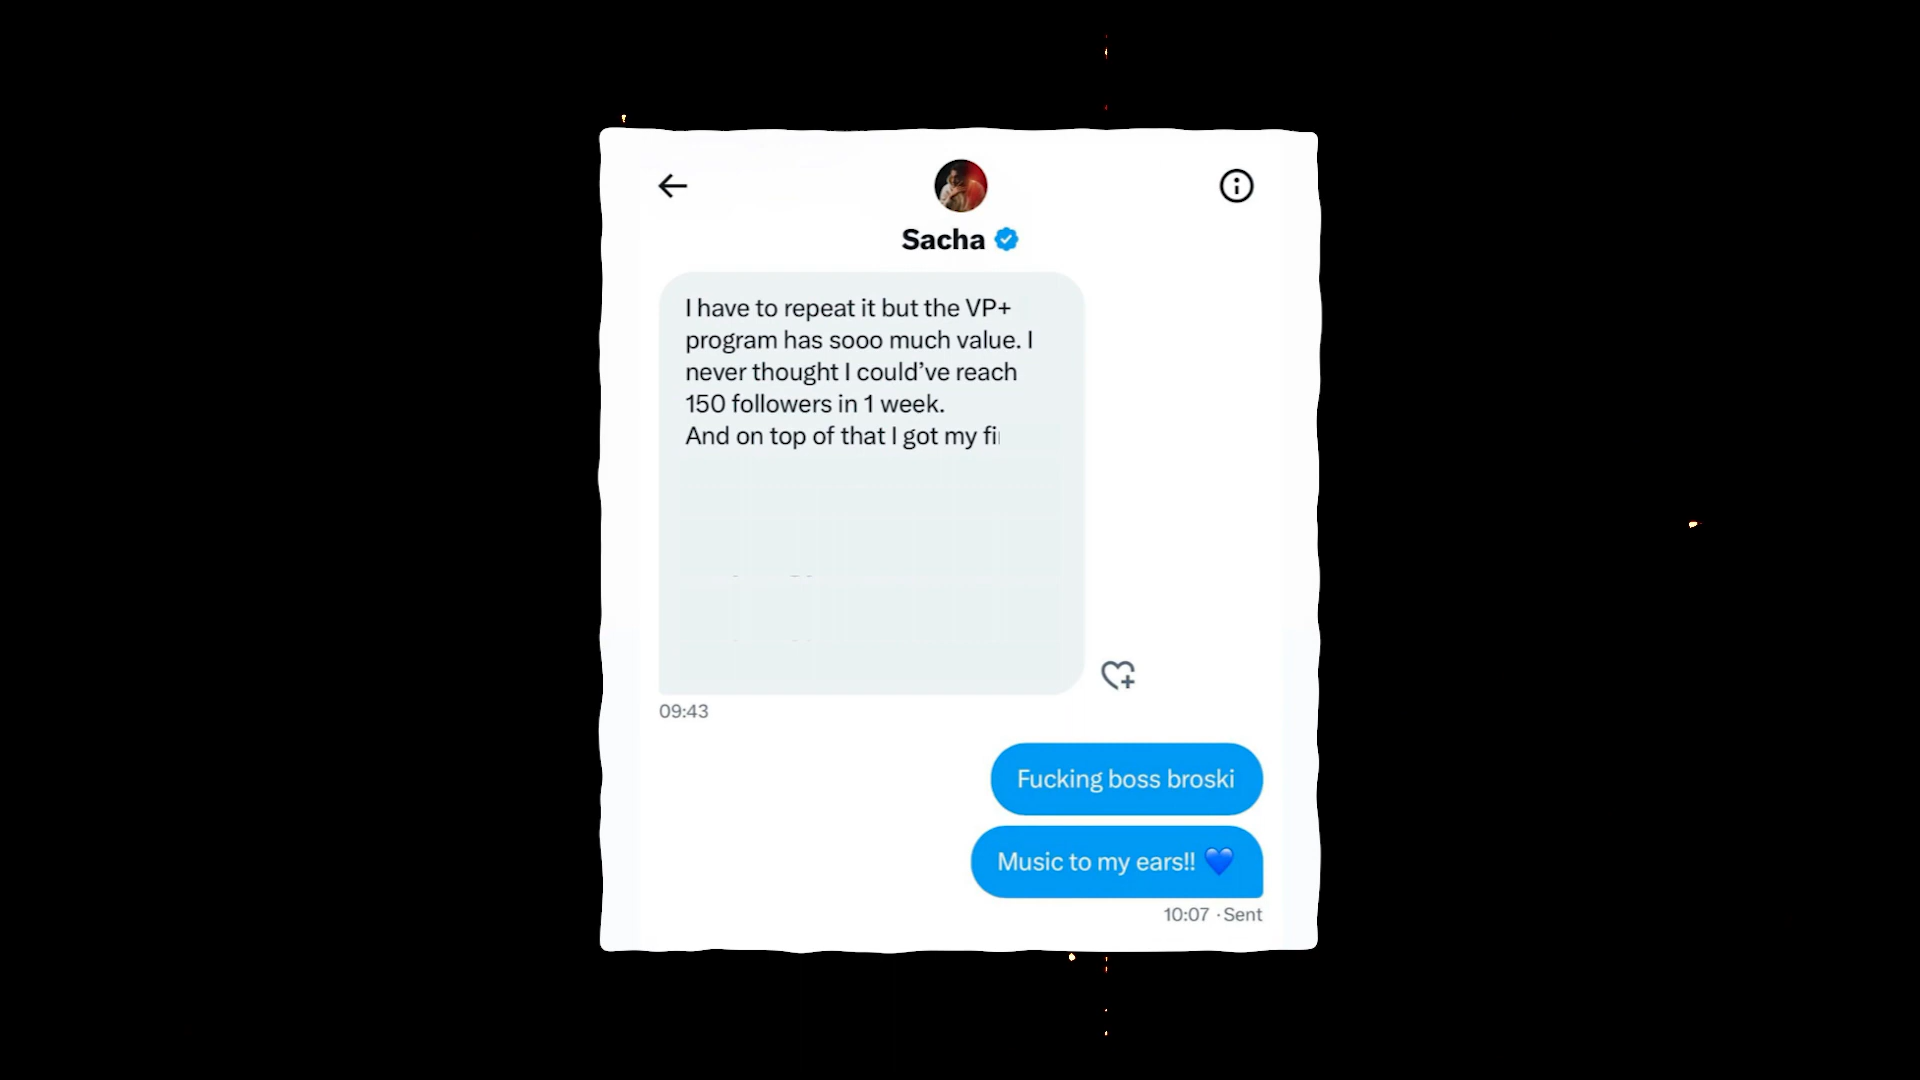 Sacha
I have to repeat it but the VP+
program has sooo much value. I
never thought I could’ve reach
150 followers in 1 week.
And on top of that I got my fi
09:43
Fucking boss broski
Music to my ears!! 💙
10:07 · Sent